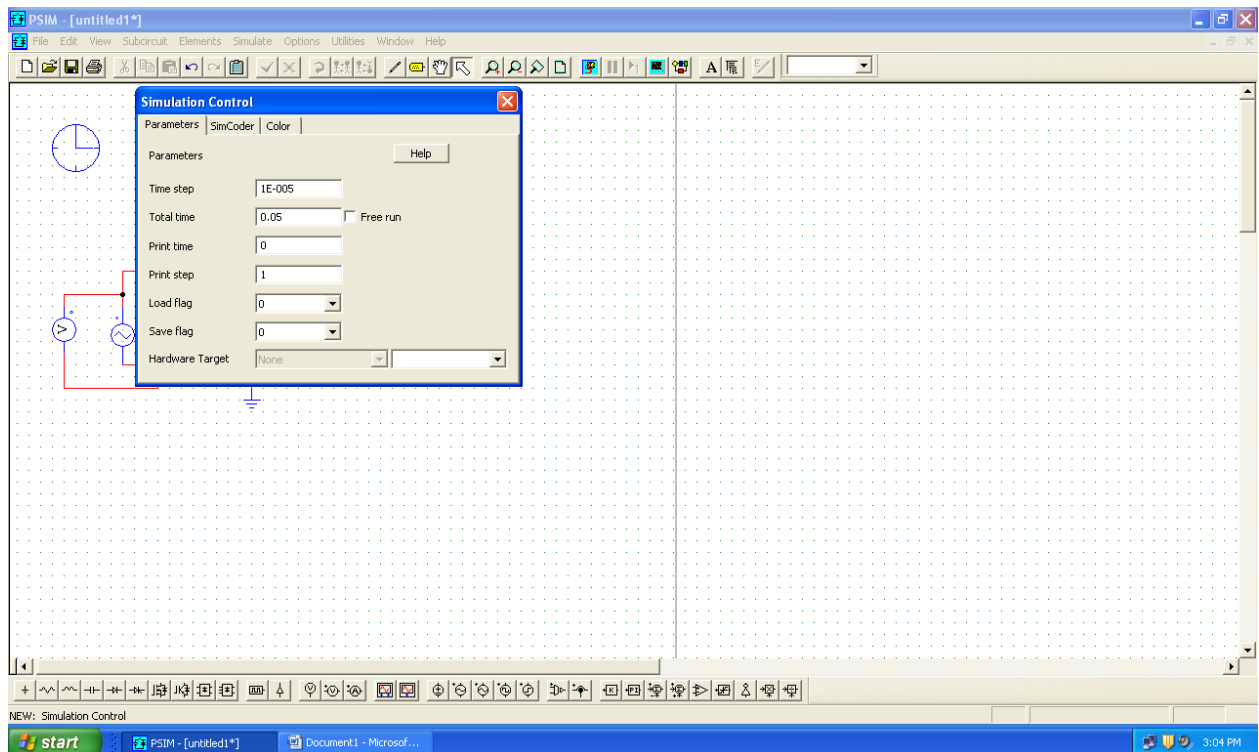 PSIM - [untitled1*]
File Edit View Subcircuit Elements Simulate Options Utilities Window Help
Simulation Control
Parameters SimCoder Color
Parameters
Help
Time step 1E-005
Total time 0.05 Free run
Print time 0
Print step 1
Load flag 0
Save flag 0
Hardware Target None
NEW: Simulation Control
start PSIM - [untitled1*] Document1 - Microsof... 3:04 PM